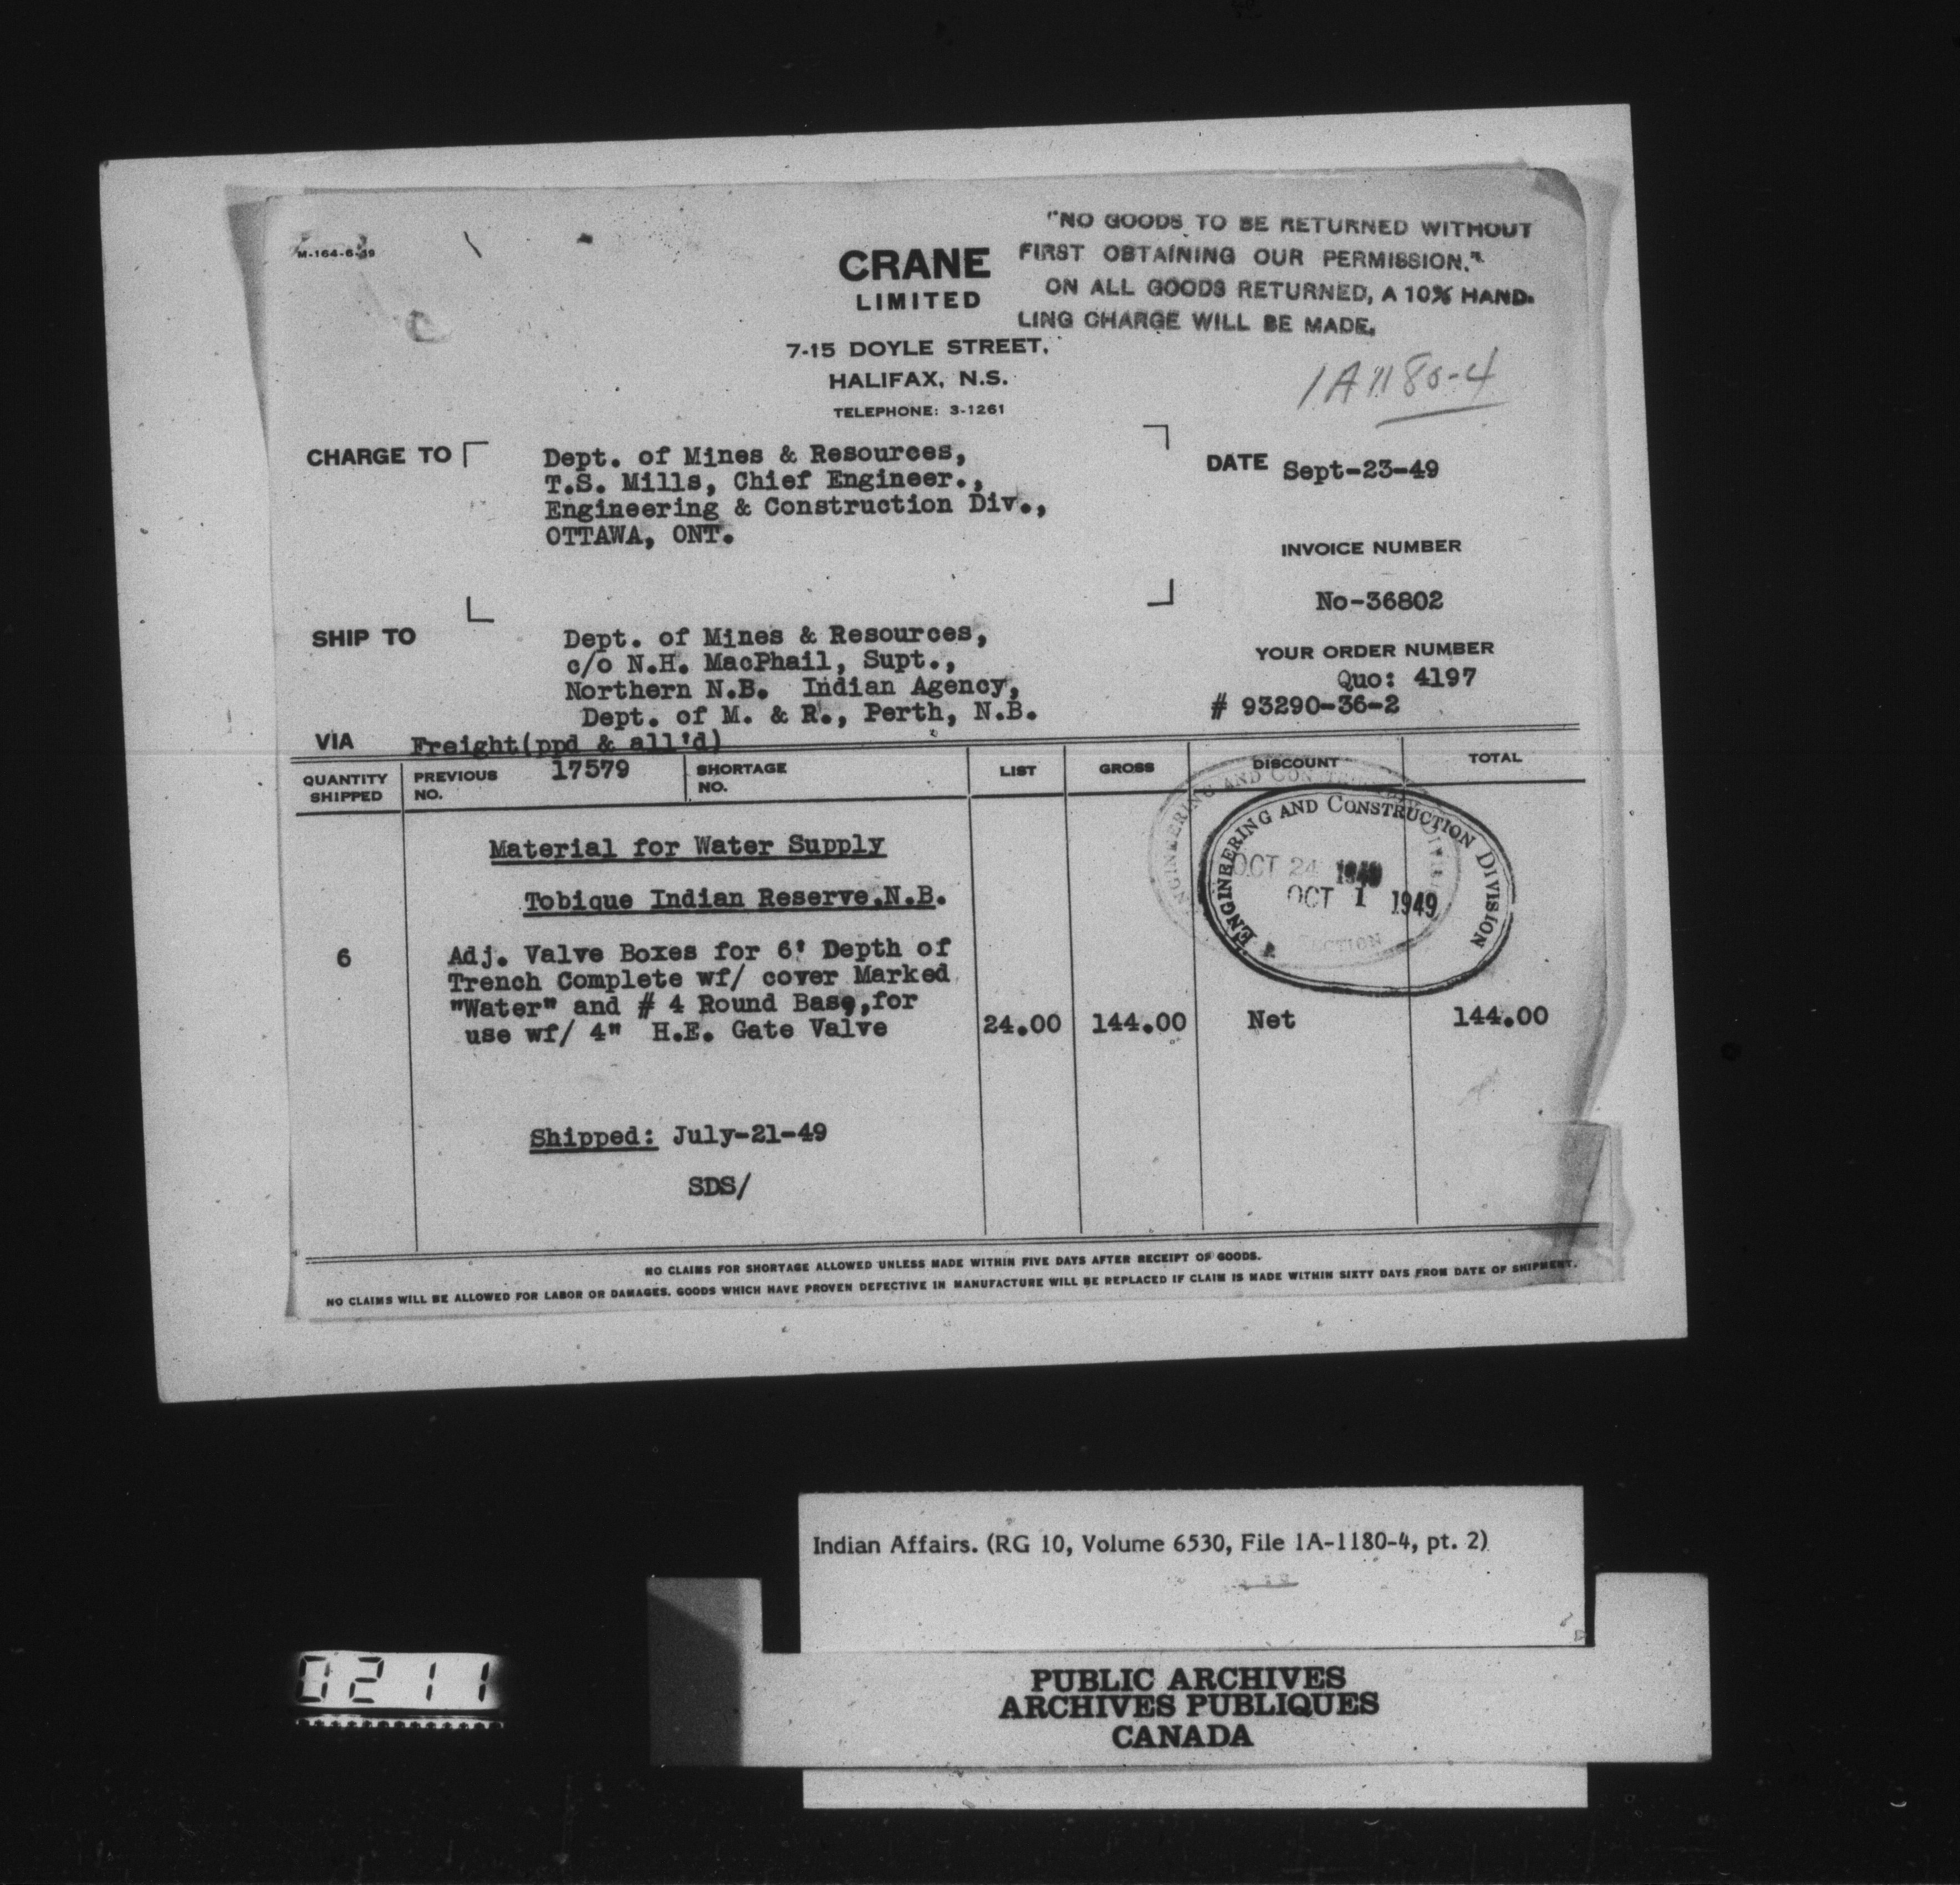 M-164-6-49
CRANE
LIMITED
7-15 DOYLE STREET,
HALIFAX, N.S.
TELEPHONE: 3-1261
"NO GOODS TO BE RETURNED WITHOUT
FIRST OBTAINING OUR PERMISSION."
ON ALL GOODS RETURNED, A 10% HAND-
LING CHARGE WILL BE MADE.
1A1180-4
CHARGE TO
Dept. of Mines & Resources,
T.S. Mills, Chief Engineer.,
Engineering & Construction Div.,
OTTAWA, ONT.
DATE Sept-23-49
INVOICE NUMBER
No-36802
SHIP TO
Dept. of Mines & Resources,
c/o N.H. MacPhail, Supt.,
Northern N.B. Indian Agency,
Dept. of M. & R., Perth, N.B.
YOUR ORDER NUMBER
Quo: 4197
# 93290-36-2
VIA Freight(ppd & all'd)
QUANTITY SHIPPED PREVIOUS NO. 17579 SHORTAGE NO. LIST GROSS DISCOUNT TOTAL
ENGINEERING AND CONSTRUCTION DIVISION
OCT 24 1949
OCT 1 1949
Material for Water Supply
Tobique Indian Reserve,N.B.
6 Adj. Valve Boxes for 6' Depth of
Trench Complete wf/ cover Marked
"Water" and # 4 Round Base,for
use wf/ 4" H.E. Gate Valve 24.00 144.00 Net 144.00
Shipped: July-21-49
SDS/
NO CLAIMS FOR SHORTAGE ALLOWED UNLESS MADE WITHIN FIVE DAYS AFTER RECEIPT OF GOODS.
NO CLAIMS WILL BE ALLOWED FOR LABOR OR DAMAGES. GOODS WHICH HAVE PROVEN DEFECTIVE IN MANUFACTURE WILL BE REPLACED IF CLAIM IS MADE WITHIN SIXTY DAYS FROM DATE OF SHIPMENT.
Indian Affairs. (RG 10, Volume 6530, File 1A-1180-4, pt. 2)
0211
PUBLIC ARCHIVES
ARCHIVES PUBLIQUES
CANADA